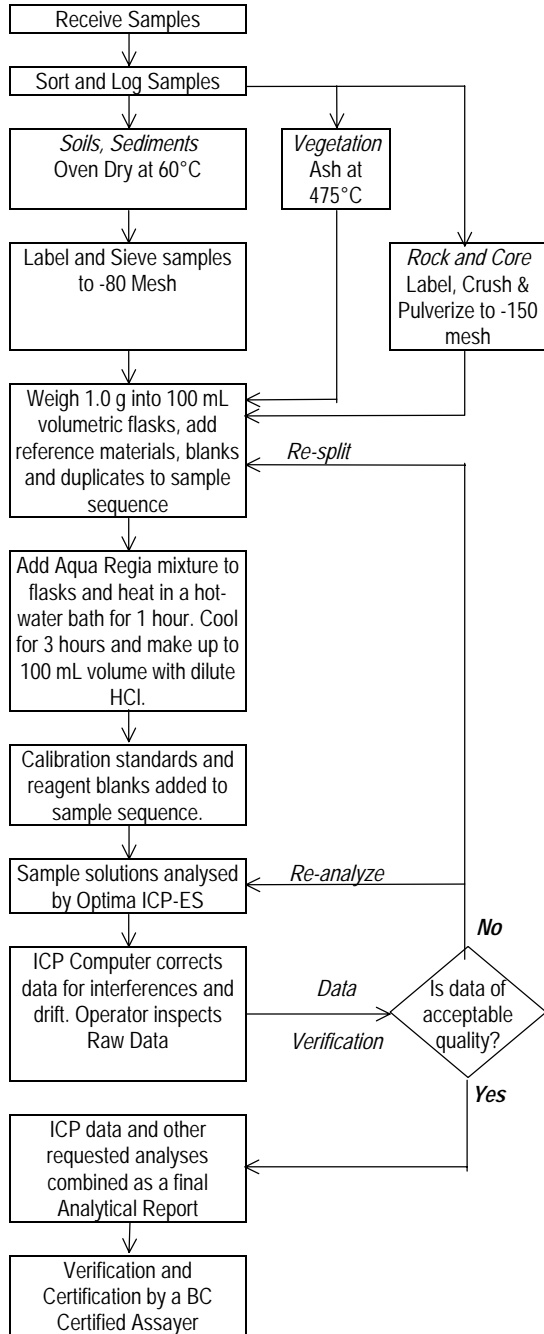 Receive Samples
Sort and Log Samples
Soils, Sediments
Oven Dry at 60°C
Vegetation
Ash at
475°C
Label and Sieve samples
to -80 Mesh
Rock and Core
Label, Crush &
Pulverize to -150
mesh
Weigh 1.0 g into 100 mL
volumetric flasks, add
reference materials, blanks
and duplicates to sample
sequence
Re-split
Add Aqua Regia mixture to
flasks and heat in a hot-
water bath for 1 hour. Cool
for 3 hours and make up to
100 mL volume with dilute
HCl.
Calibration standards and
reagent blanks added to
sample sequence.
Sample solutions analysed
by Optima ICP-ES
Re-analyze
No
ICP Computer corrects
data for interferences and
drift. Operator inspects
Raw Data
Data
Verification
Is data of
acceptable
quality?
Yes
ICP data and other
requested analyses
combined as a final
Analytical Report
Verification and
Certification by a BC
Certified Assayer